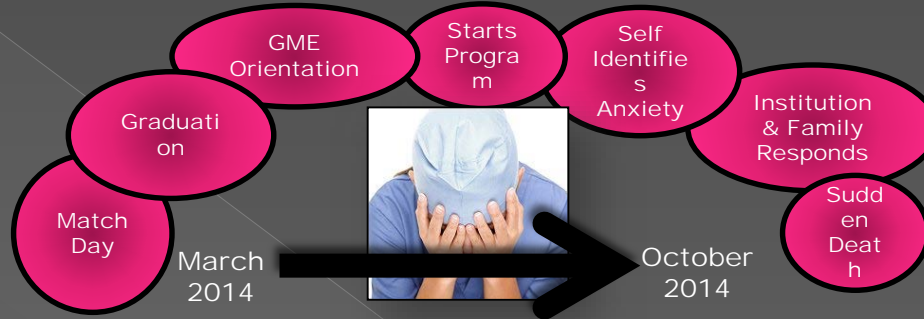 Match
Day
Graduati
on
GME
Orientation
Starts
Progra
m
Self
Identifie
s
Anxiety
Institution
& Family
Responds
Sudd
en
Deat
h
March
2014
October
2014